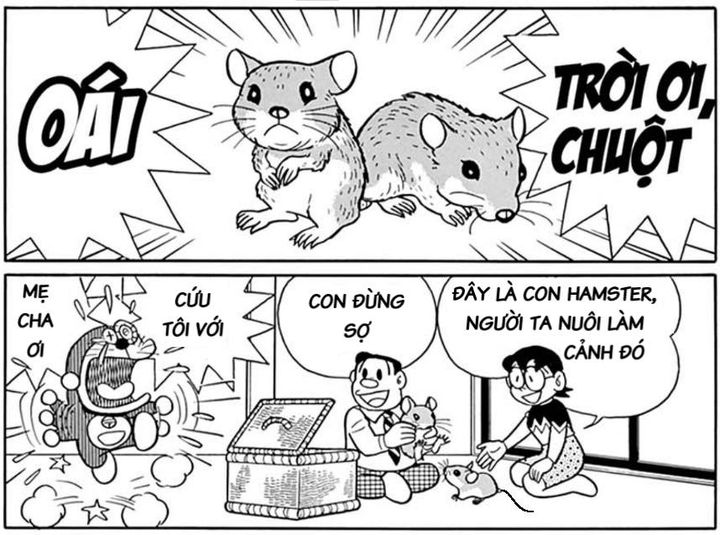 OÁI
TRỜI ƠI,
CHUỘT
MẸ
CHA
ƠI
CỨU
TÔI VỚI
CON ĐỪNG
SỢ
ĐÂY LÀ CON HAMSTER,
NGƯỜI TA NUÔI LÀM
CẢNH ĐÓ